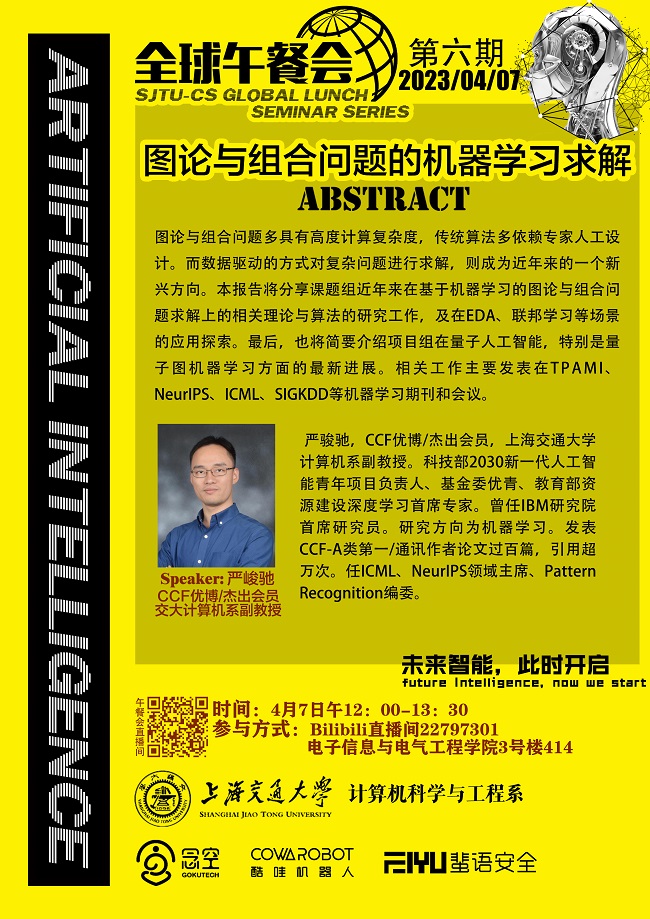 ARTIFICIAL INTELLIGENCE
全球午餐会
第六期
2023/04/07
SJTU-CS GLOBAL LUNCH
SEMINAR SERIES
图论与组合问题的机器学习求解
ABSTRACT
图论与组合问题多具有高度计算复杂度，传统算法多依赖专家人工设
计。而数据驱动的方式对复杂问题进行求解，则成为近年来的一个新
兴方向。本报告将分享课题组近年来在基于机器学习的图论与组合问
题求解上的相关理论与算法的研究工作，及在EDA、联邦学习等场景
的应用探索。最后，也将简要介绍项目组在量子人工智能，特别是量
子图机器学习方面的最新进展。相关工作主要发表在TPAMI、
NeurIPS、ICML、SIGKDD等机器学习期刊和会议。
严骏驰，CCF优博/杰出会员，上海交通大学
计算机系副教授。科技部2030新一代人工智
能青年项目负责人、基金委优青、教育部资
源建设深度学习首席专家。曾任IBM研究院
首席研究员。研究方向为机器学习。发表
CCF-A类第一/通讯作者论文过百篇，引用超
万次。任ICML、NeurIPS领域主席、Pattern
Recognition编委。
Speaker: 严峻驰
CCF优博/杰出会员
交大计算机系副教授
未来智能，此时开启
future Intelligence, now we start
午餐会直播间
时间：4月7日午12：00-13：30
参与方式：Bilibili直播间22797301
电子信息与电气工程学院3号楼414
上海交通大学 计算机科学与工程系
SHANGHAI JIAO TONG UNIVERSITY
念空
GOKUTECH
COWAROBOT
酷哇机器人
FEIYU 蜚语安全